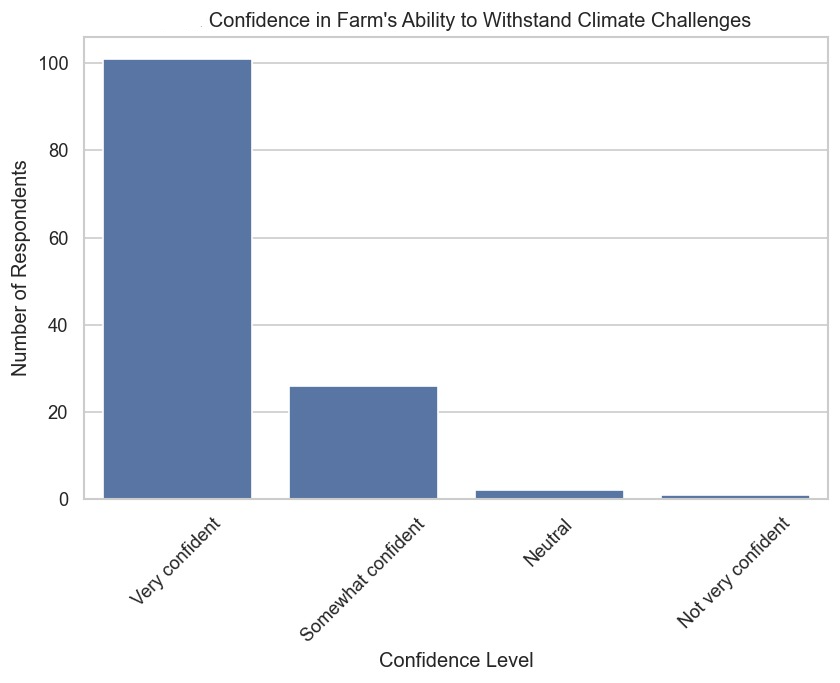 Confidence in Farm's Ability to Withstand Climate Challenges
Number of Respondents
100
80
60
40
20
0
Very confident
Somewhat confident
Neutral
Not very confident
Confidence Level